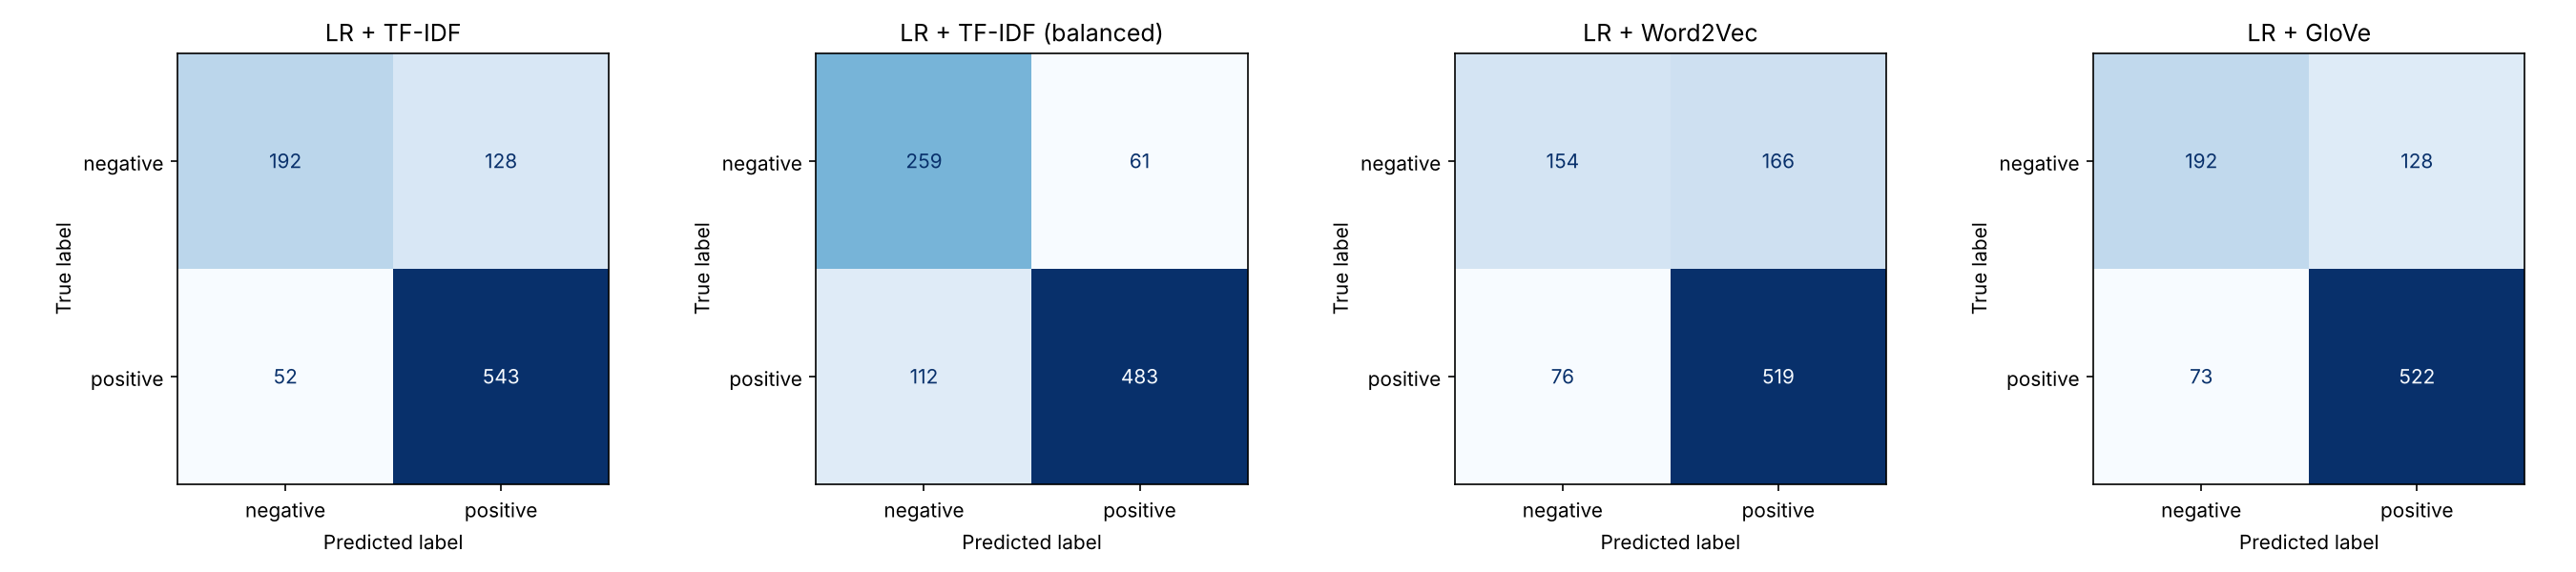 LR + TF-IDF
True label
negative
192
128
positive
52
543
negative
positive
Predicted label
LR + TF-IDF (balanced)
True label
negative
259
61
positive
112
483
negative
positive
Predicted label
LR + Word2Vec
True label
negative
154
166
positive
76
519
negative
positive
Predicted label
LR + GloVe
True label
negative
192
128
positive
73
522
negative
positive
Predicted label